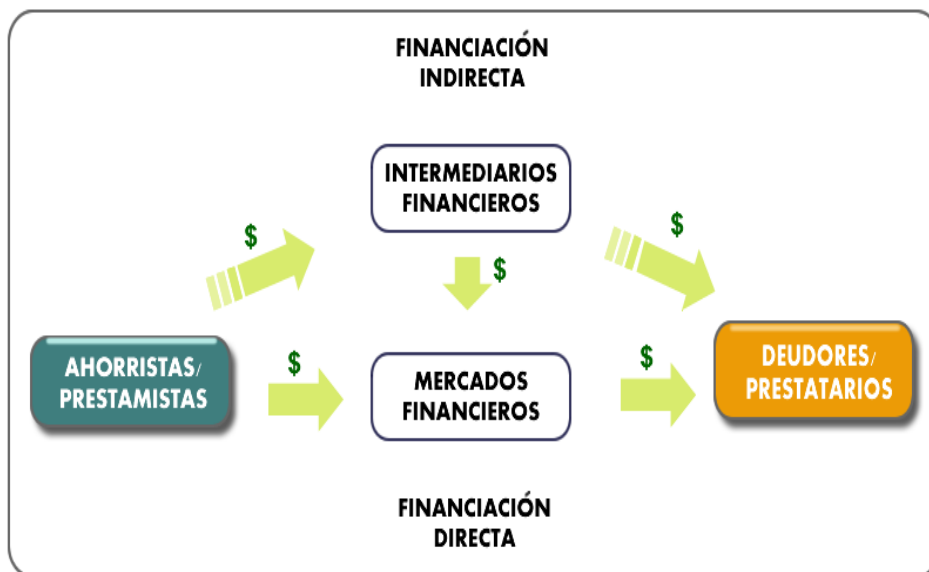 FINANCIACIÓN
INDIRECTA
INTERMEDIARIOS
FINANCIEROS
$
$
$
AHORRISTAS/
PRESTAMISTAS
$
MERCADOS
FINANCIEROS
$
DEUDORES/
PRESTATARIOS
FINANCIACIÓN
DIRECTA